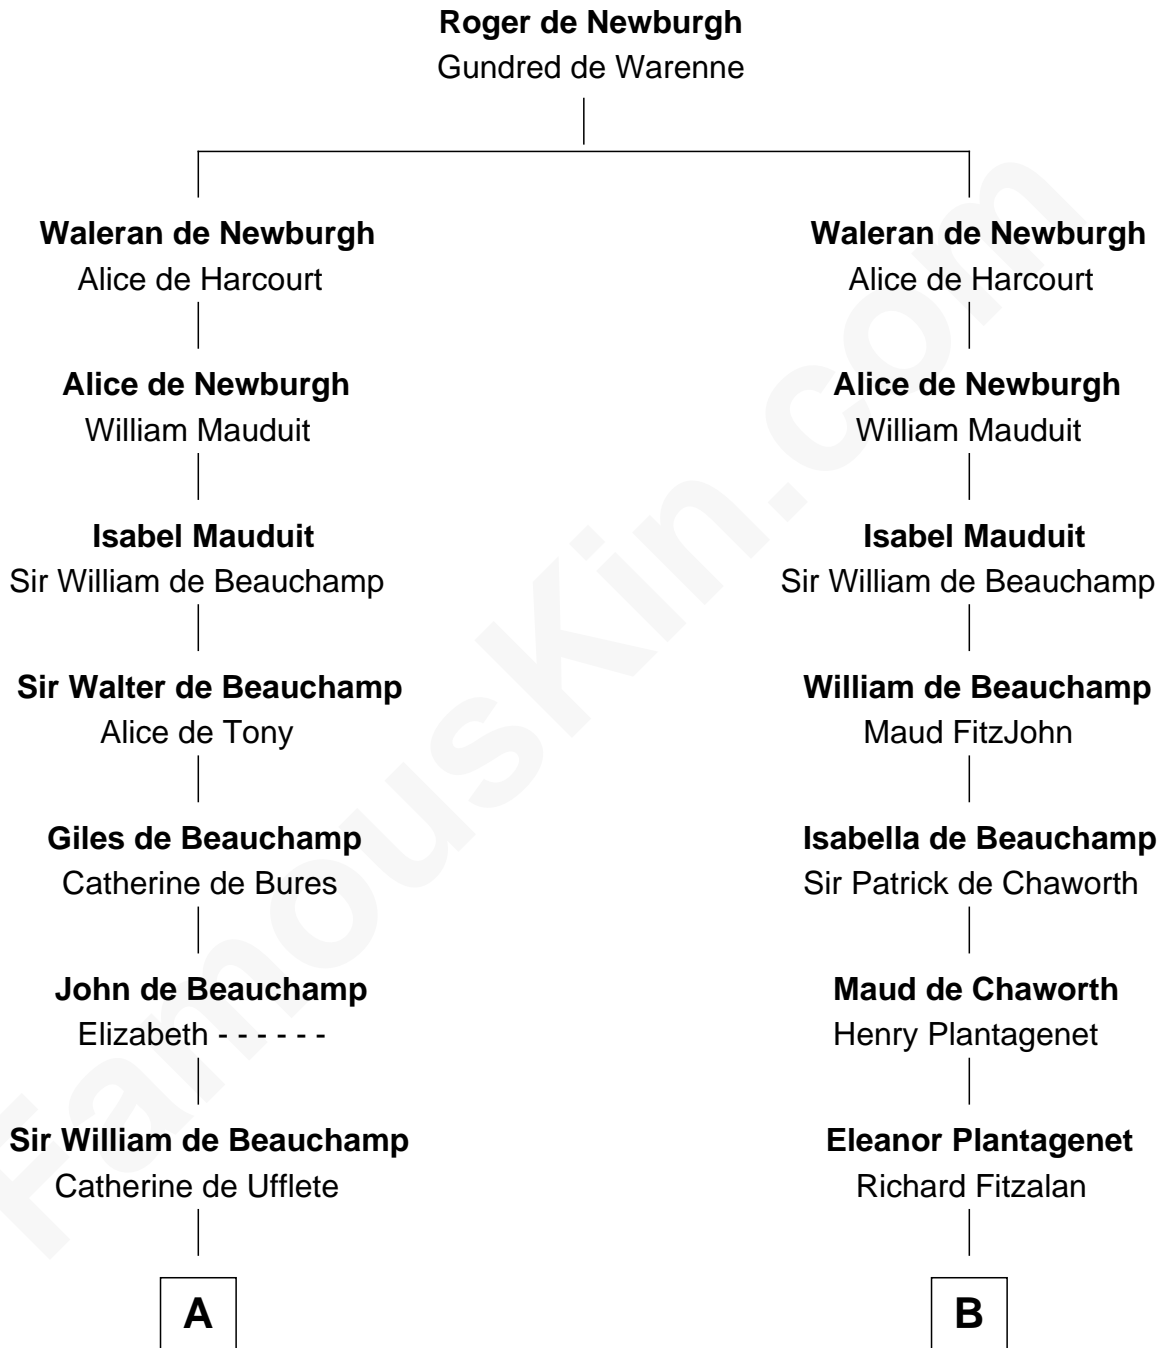 Roger de Newburgh
Gundred de Warenne
Waleran de Newburgh
Alice de Harcourt
Alice de Newburgh
William Mauduit
Isabel Mauduit
Sir William de Beauchamp
Sir Walter de Beauchamp
Alice de Tony
Giles de Beauchamp
Catherine de Bures
John de Beauchamp
Elizabeth - - - - - -
Sir William de Beauchamp
Catherine de Ufflete
A
Waleran de Newburgh
Alice de Harcourt
Alice de Newburgh
William Mauduit
Isabel Mauduit
Sir William de Beauchamp
William de Beauchamp
Maud FitzJohn
Isabella de Beauchamp
Sir Patrick de Chaworth
Maud de Chaworth
Henry Plantagenet
Eleanor Plantagenet
Richard Fitzalan
B
FamousKin.com